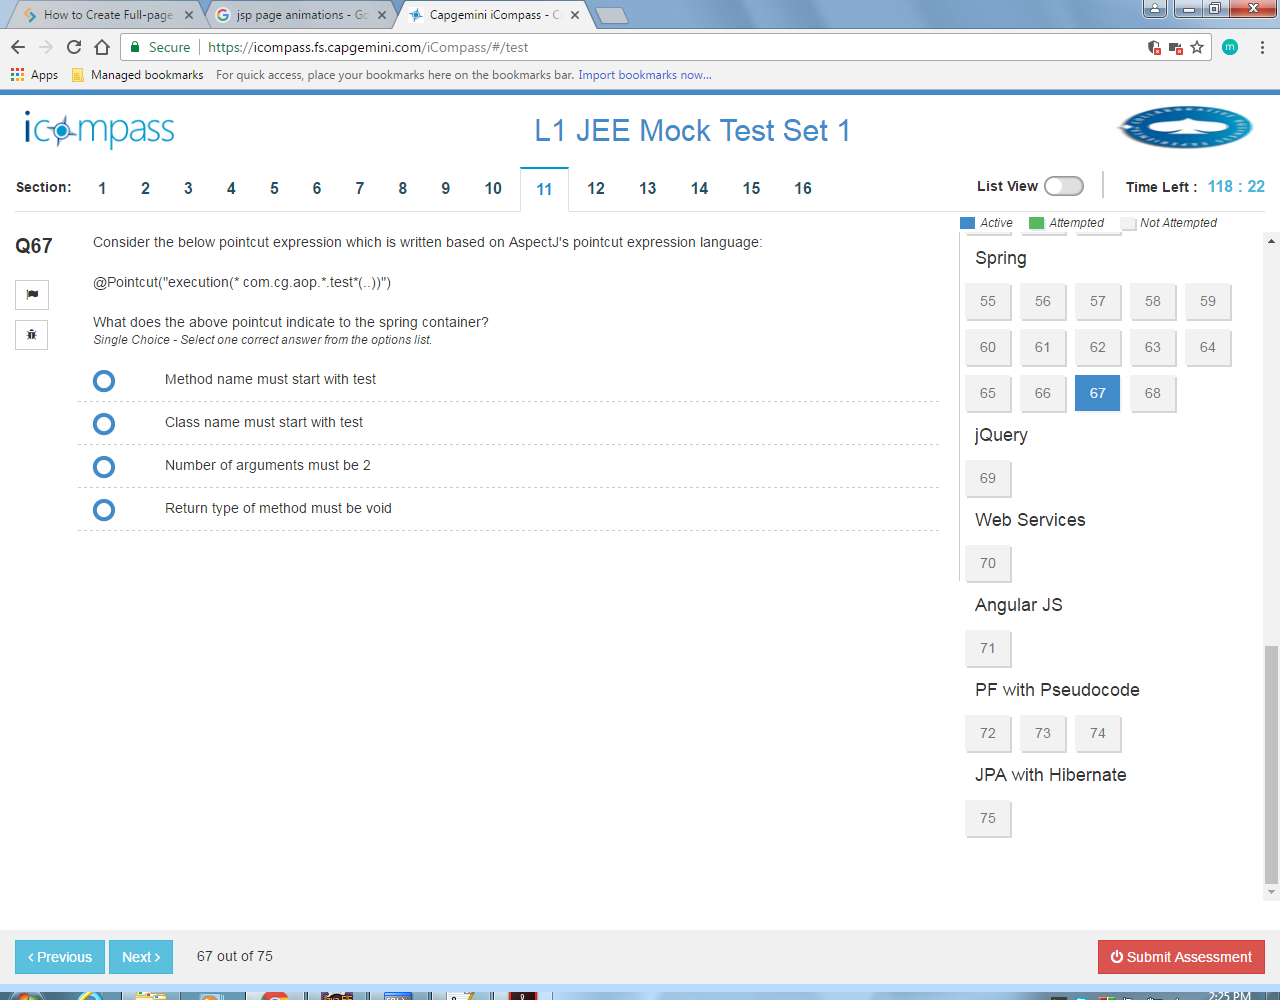 How to Create Full-page
jsp page animations - Go
Capgemini iCompass - C
Secure
https://icompass.fs.capgemini.com/iCompass/#/test
m
Apps
Managed bookmarks
For quick access, place your bookmarks here on the bookmarks bar. Import bookmarks now...
icompass
L1 JEE Mock Test Set 1
Section: 1 2 3 4 5 6 7 8 9 10 11 12 13 14 15 16
List View
Time Left : 118 : 22
Active Attempted Not Attempted
Q67
Consider the below pointcut expression which is written based on AspectJ's pointcut expression language:
@Pointcut("execution(* com.cg.aop.*.test*(..))")
What does the above pointcut indicate to the spring container?
Single Choice - Select one correct answer from the options list.
Method name must start with test
Class name must start with test
Number of arguments must be 2
Return type of method must be void
Spring
55 56 57 58 59
60 61 62 63 64
65 66 67 68
jQuery
69
Web Services
70
Angular JS
71
PF with Pseudocode
72 73 74
JPA with Hibernate
75
‹ Previous
Next ›
67 out of 75
Submit Assessment
2:25 PM